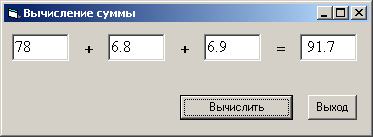 Вычисление суммы
78 + 6.8 + 6.9 = 91.7
Вычислить Выход